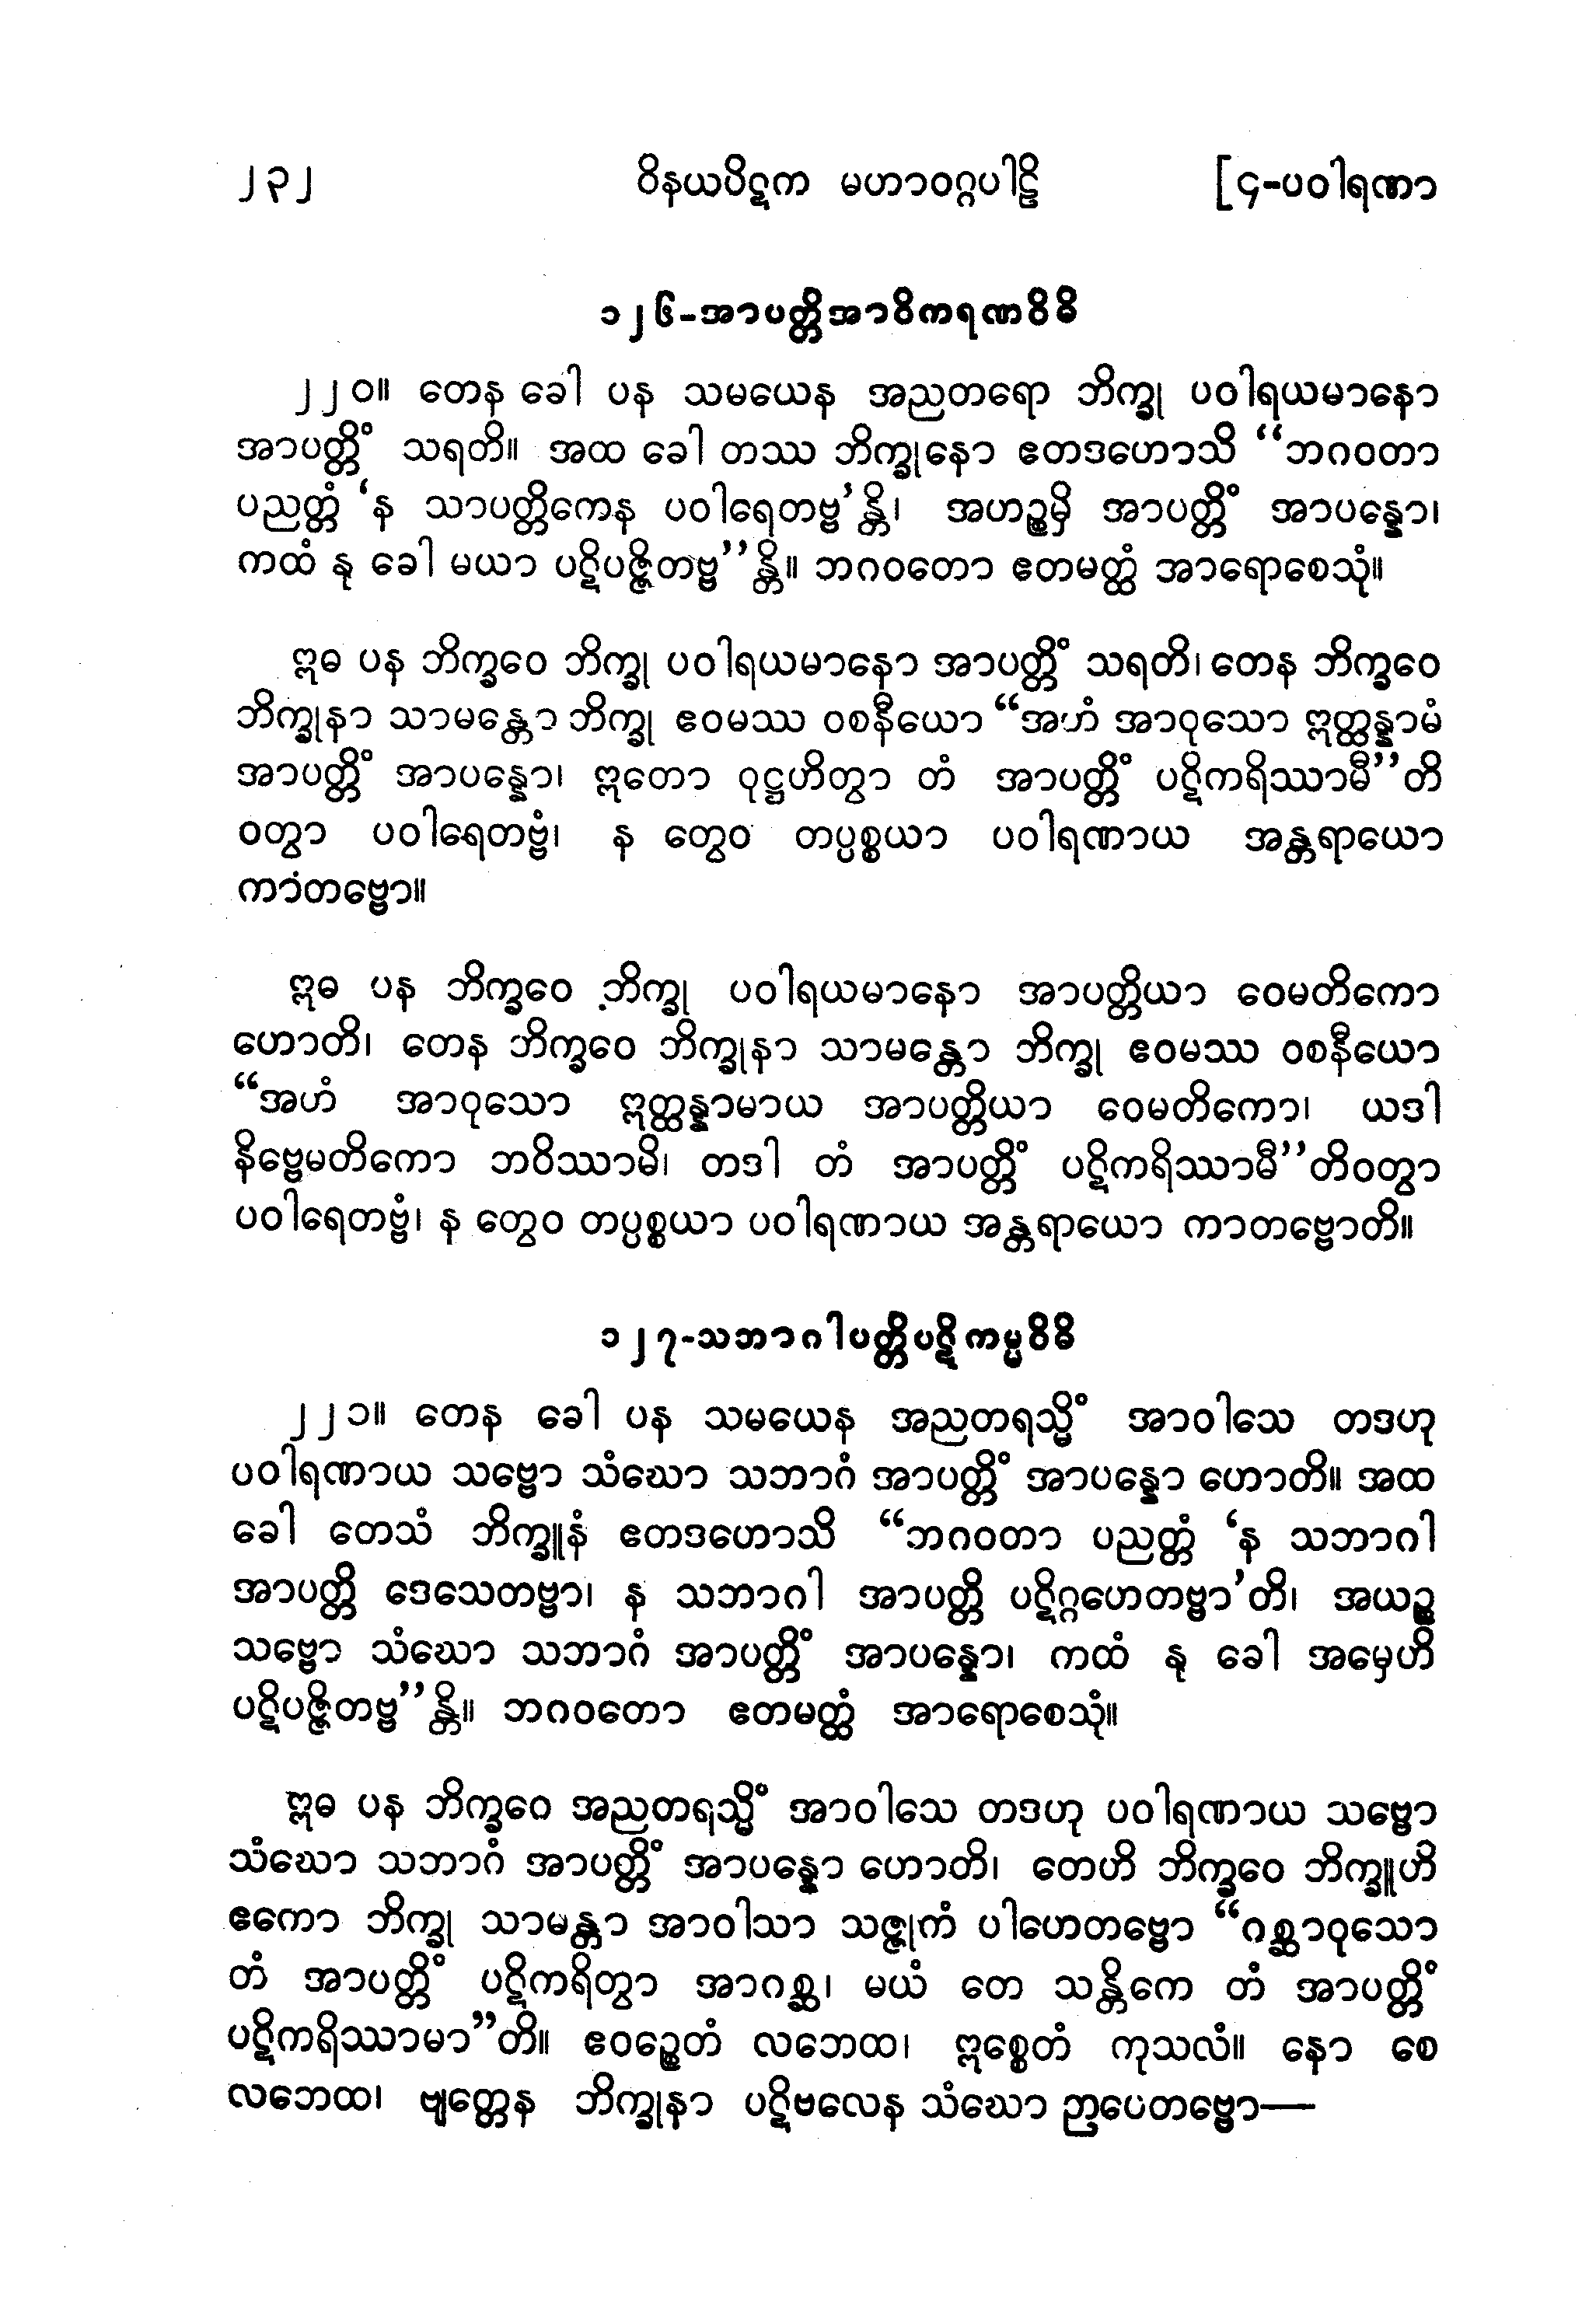 ၂၃၂ ဝိနယပိဋက မဟာဝဂ္ဂပါဠိ [၄-ပဝါရဏာ
၁၂၆-အာပတ္တိအာဝိကရဏဝိဓိ
၂၂၀။ တေန ခေါ ပန သမယေန အညတရော ဘိက္ခု ပဝါရယမာနော
အာပတ္တိံ သရတိ။ အထ ခေါ တဿ ဘိက္ခုနော ဧတဒဟောသိ “ဘဂဝတာ
ပညတ္တံ ‘န သာပတ္တိကေန ပဝါရေတဗ္ဗ’န္တိ၊ အဟဉ္စမှိ အာပတ္တိံ အာပန္နော၊
ကထံ နု ခေါ မယာ ပဋိပဇ္ဇိတဗ္ဗ”န္တိ။ ဘဂဝတော ဧတမတ္ထံ အာရောစေသုံ။
ဣဓ ပန ဘိက္ခဝေ ဘိက္ခု ပဝါရယမာနော အာပတ္တိံ သရတိ၊ တေန ဘိက္ခဝေ
ဘိက္ခုနာ သာမန္တော ဘိက္ခု ဧဝမဿ ဝစနီယော “အဟံ အာဝုသော ဣတ္ထန္နာမံ
အာပတ္တိံ အာပန္နော၊ ဣတော ဝုဋ္ဌဟိတွာ တံ အာပတ္တိံ ပဋိကရိဿာမီ”တိ
ဝတွာ ပဝါရေတဗ္ဗံ၊ န တွေဝ တပ္ပစ္စယာ ပဝါရဏာယ အန္တရာယော
ကာတဗ္ဗော။
ဣဓ ပန ဘိက္ခဝေ ဘိက္ခု ပဝါရယမာနော အာပတ္တိယာ ဝေမတိကော
ဟောတိ၊ တေန ဘိက္ခဝေ ဘိက္ခုနာ သာမန္တော ဘိက္ခု ဧဝမဿ ဝစနီယော
“အဟံ အာဝုသော ဣတ္ထန္နာမာယ အာပတ္တိယာ ဝေမတိကော၊ ယဒါ
နိဗ္ဗေမတိကော ဘဝိဿာမိ၊ တဒါ တံ အာပတ္တိံ ပဋိကရိဿာမီ”တိဝတွာ
ပဝါရေတဗ္ဗံ၊ န တွေဝ တပ္ပစ္စယာ ပဝါရဏာယ အန္တရာယော ကာတဗ္ဗောတိ။
၁၂၇-သဘာဂါပတ္တိပဋိကမ္မဝိဓိ
၂၂၁။ တေန ခေါ ပန သမယေန အညတရသ္မိံ အာဝါသေ တဒဟု
ပဝါရဏာယ သဗ္ဗော သံဃော သဘာဂံ အာပတ္တိံ အာပန္နော ဟောတိ။ အထ
ခေါ တေသံ ဘိက္ခူနံ ဧတဒဟောသိ “ဘဂဝတာ ပညတ္တံ ‘န သဘာဂါ
အာပတ္တိ ဒေသေတဗ္ဗာ၊ န သဘာဂါ အာပတ္တိ ပဋိဂ္ဂဟေတဗ္ဗာ’တိ၊ အယဉ္စ
သဗ္ဗော သံဃော သဘာဂံ အာပတ္တိံ အာပန္နော၊ ကထံ နု ခေါ အမှေဟိ
ပဋိပဇ္ဇိတဗ္ဗ”န္တိ။ ဘဂဝတော ဧတမတ္ထံ အာရောစေသုံ။
ဣဓ ပန ဘိက္ခဝေ အညတရသ္မိံ အာဝါသေ တဒဟု ပဝါရဏာယ သဗ္ဗော
သံဃော သဘာဂံ အာပတ္တိံ အာပန္နော ဟောတိ၊ တေဟိ ဘိက္ခဝေ ဘိက္ခူဟိ
ဧကော ဘိက္ခု သာမန္တာ အာဝါသာ သဇ္ဇုကံ ပါဟေတဗ္ဗော “ဂစ္ဆာဝုသော
တံ အာပတ္တိံ ပဋိကရိတွာ အာဂစ္ဆ၊ မယံ တေ သန္တိကေ တံ အာပတ္တိံ
ပဋိကရိဿာမာ”တိ။ ဧဝဉ္စေတံ လဘေထ၊ ဣစ္စေတံ ကုသလံ။ နော စေ
လဘေထ၊ ဗျတ္တေန ဘိက္ခုနာ ပဋိဗလေန သံဃော ဉာပေတဗ္ဗော—